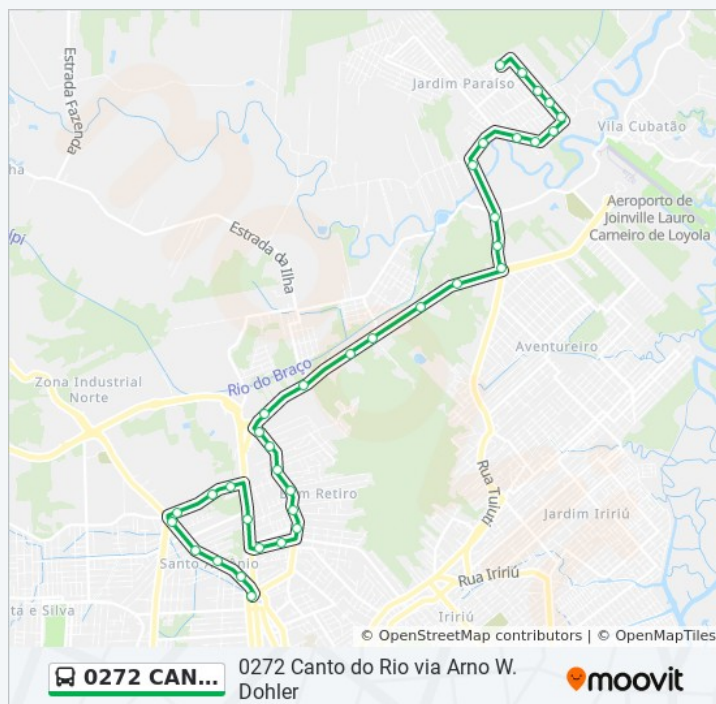 Estrada Fazenda
Jardim Paraíso
Vila Cubatão
Aeroporto de
Joinville Lauro
Carneiro de Loyola
Estrada da Ilha
Aventureiro
Rio do Braço
Zona Industrial
Norte
Rua Tuiuti
Bom Retiro
Jardim Iririú
Santo Antônio
Rua Iririú
Iririú
ta e Silva
© OpenStreetMap contributors | © OpenMapTiles
0272 CAN...
0272 Canto do Rio via Arno W.
Dohler
moovit